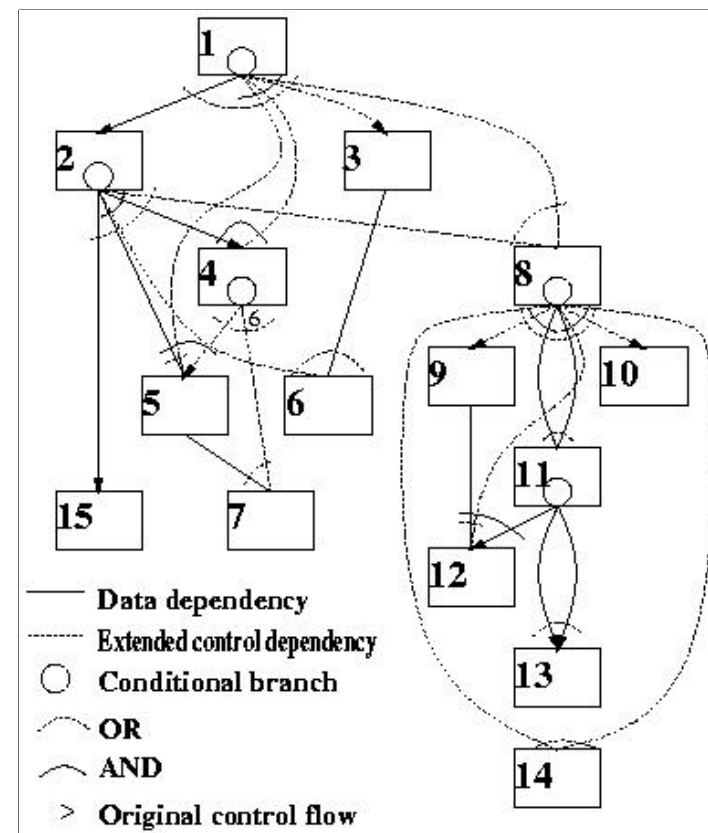 1
2
3
4
8
6
5
6
9
10
11
15
7
12
13
14
Data dependency
Extended control dependency
Conditional branch
OR
AND
> Original control flow